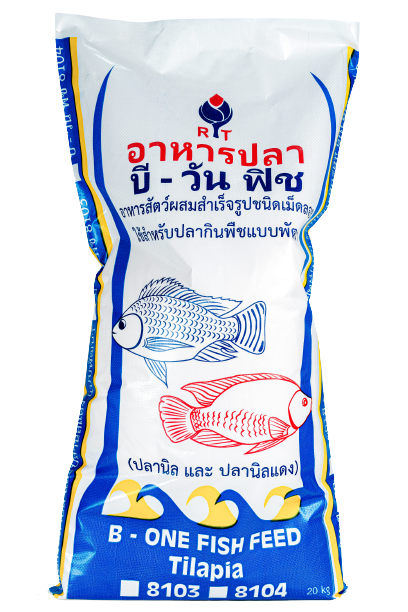 R T
อาหารปลา
บี - วัน ฟิช
อาหารสัตว์ผสมสำเร็จรูปชนิดเม็ดลอ
ใช้สำหรับปลากินพืชแบบพัฒ
(ปลานิล และ ปลานิลแดง)
B - ONE FISH FEED
Tilapia
8103 8104
20 kg
8104
8103
8104